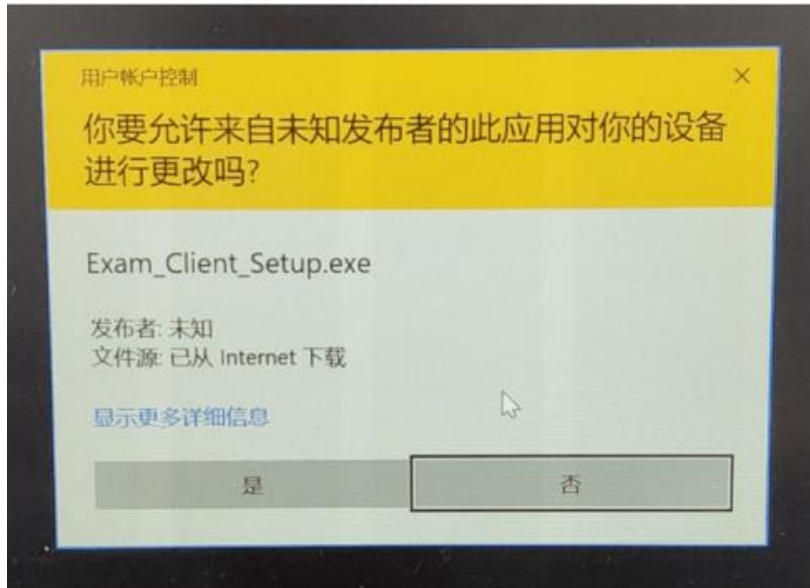 用户帐户控制
你要允许来自未知发布者的此应用对你的设备
进行更改吗?
Exam_Client_Setup.exe
发布者: 未知
文件源: 已从 Internet 下载
显示更多详细信息
是
否